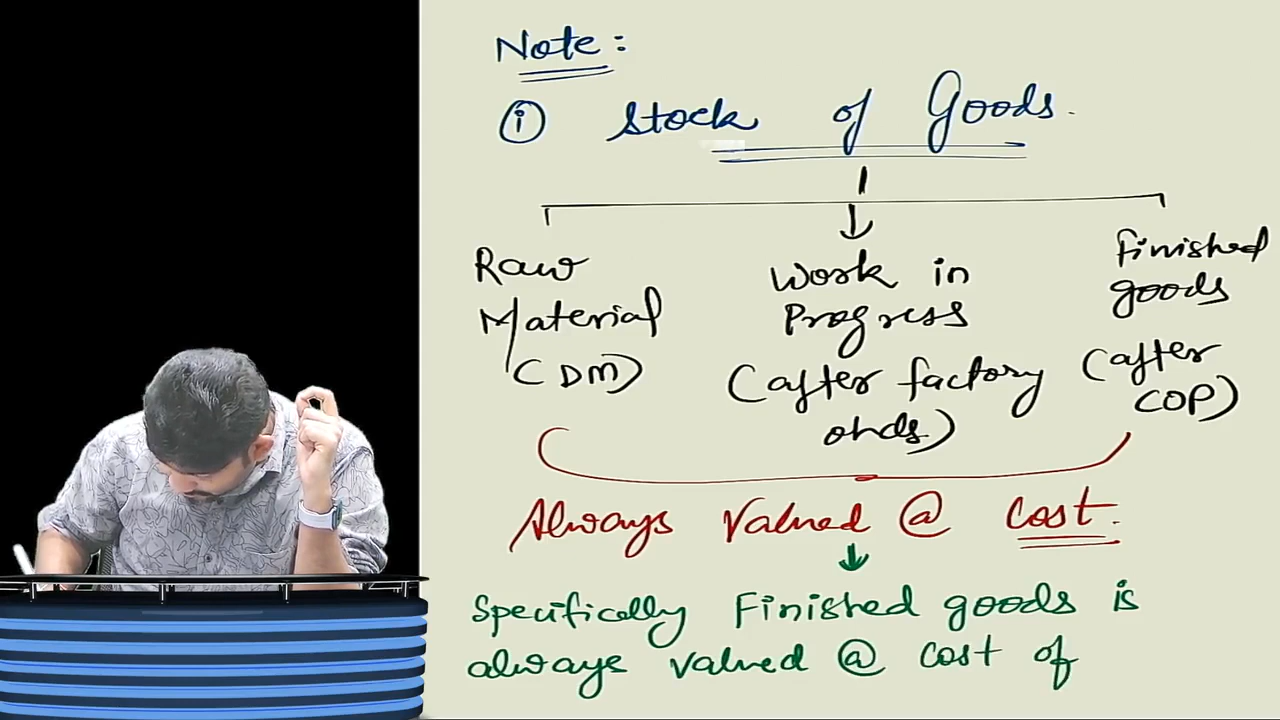 Note:
① Stock of Goods.
Raw
Material
(DM)
Work in
Progress
(after factory
ohds)
Finished
goods
(after
COP)
Always valued @ cost.
Specifically Finished goods is
always valued @ cost of